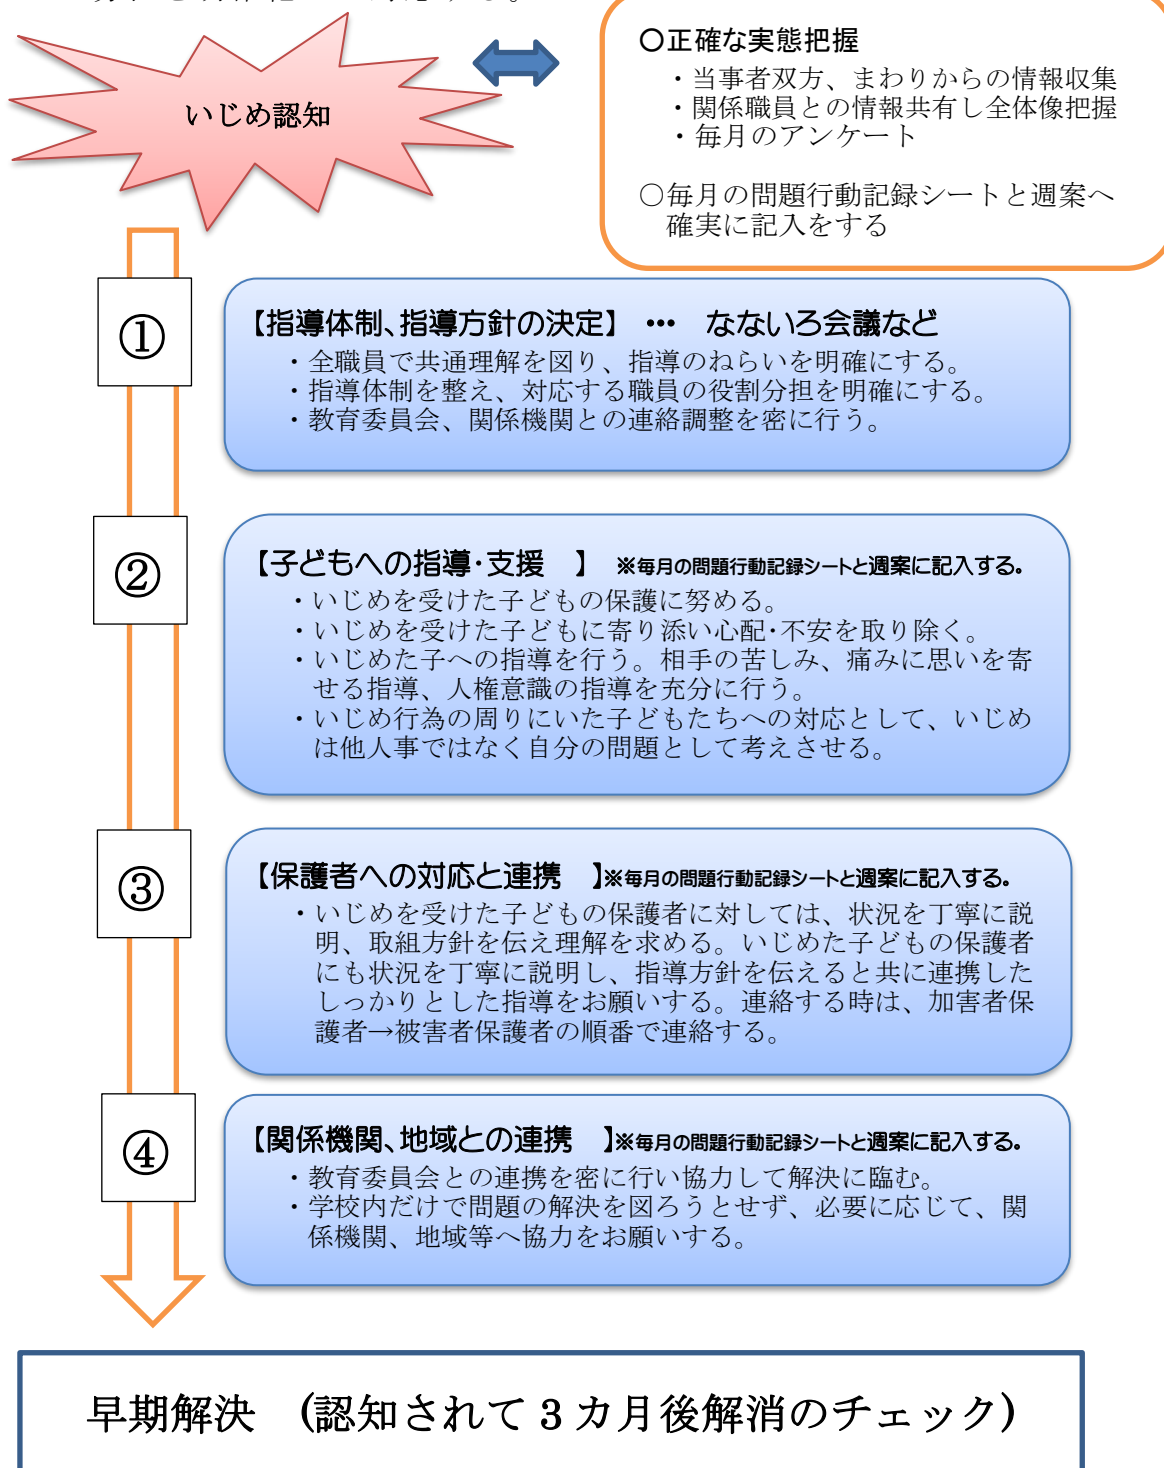 いじめ認知
〇正確な実態把握
・当事者双方、まわりからの情報収集
・関係職員との情報共有し全体像把握
・毎月のアンケート
○毎月の問題行動記録シートと週案へ
確実に記入をする
①
【指導体制、指導方針の決定】 … なないろ会議など
・全職員で共通理解を図り、指導のねらいを明確にする。
・指導体制を整え、対応する職員の役割分担を明確にする。
・教育委員会、関係機関との連絡調整を密に行う。
②
【子どもへの指導・支援 】 ※毎月の問題行動記録シートと週案に記入する。
・いじめを受けた子どもの保護に努める。
・いじめを受けた子どもに寄り添い心配・不安を取り除く。
・いじめた子への指導を行う。相手の苦しみ、痛みに思いを寄
せる指導、人権意識の指導を充分に行う。
・いじめ行為の周りにいた子どもたちへの対応として、いじめ
は他人事ではなく自分の問題として考えさせる。
③
【保護者への対応と連携 】※毎月の問題行動記録シートと週案に記入する。
・いじめを受けた子どもの保護者に対しては、状況を丁寧に説
明、取組方針を伝え理解を求める。いじめた子どもの保護者
にも状況を丁寧に説明し、指導方針を伝えると共に連携した
しっかりとした指導をお願いする。連絡する時は、加害者保
護者→被害者保護者の順番で連絡する。
④
【関係機関、地域との連携 】※毎月の問題行動記録シートと週案に記入する。
・教育委員会との連携を密に行い協力して解決に臨む。
・学校内だけで問題の解決を図ろうとせず、必要に応じて、関
係機関、地域等へ協力をお願いする。
早期解決 (認知されて3カ月後解消のチェック)